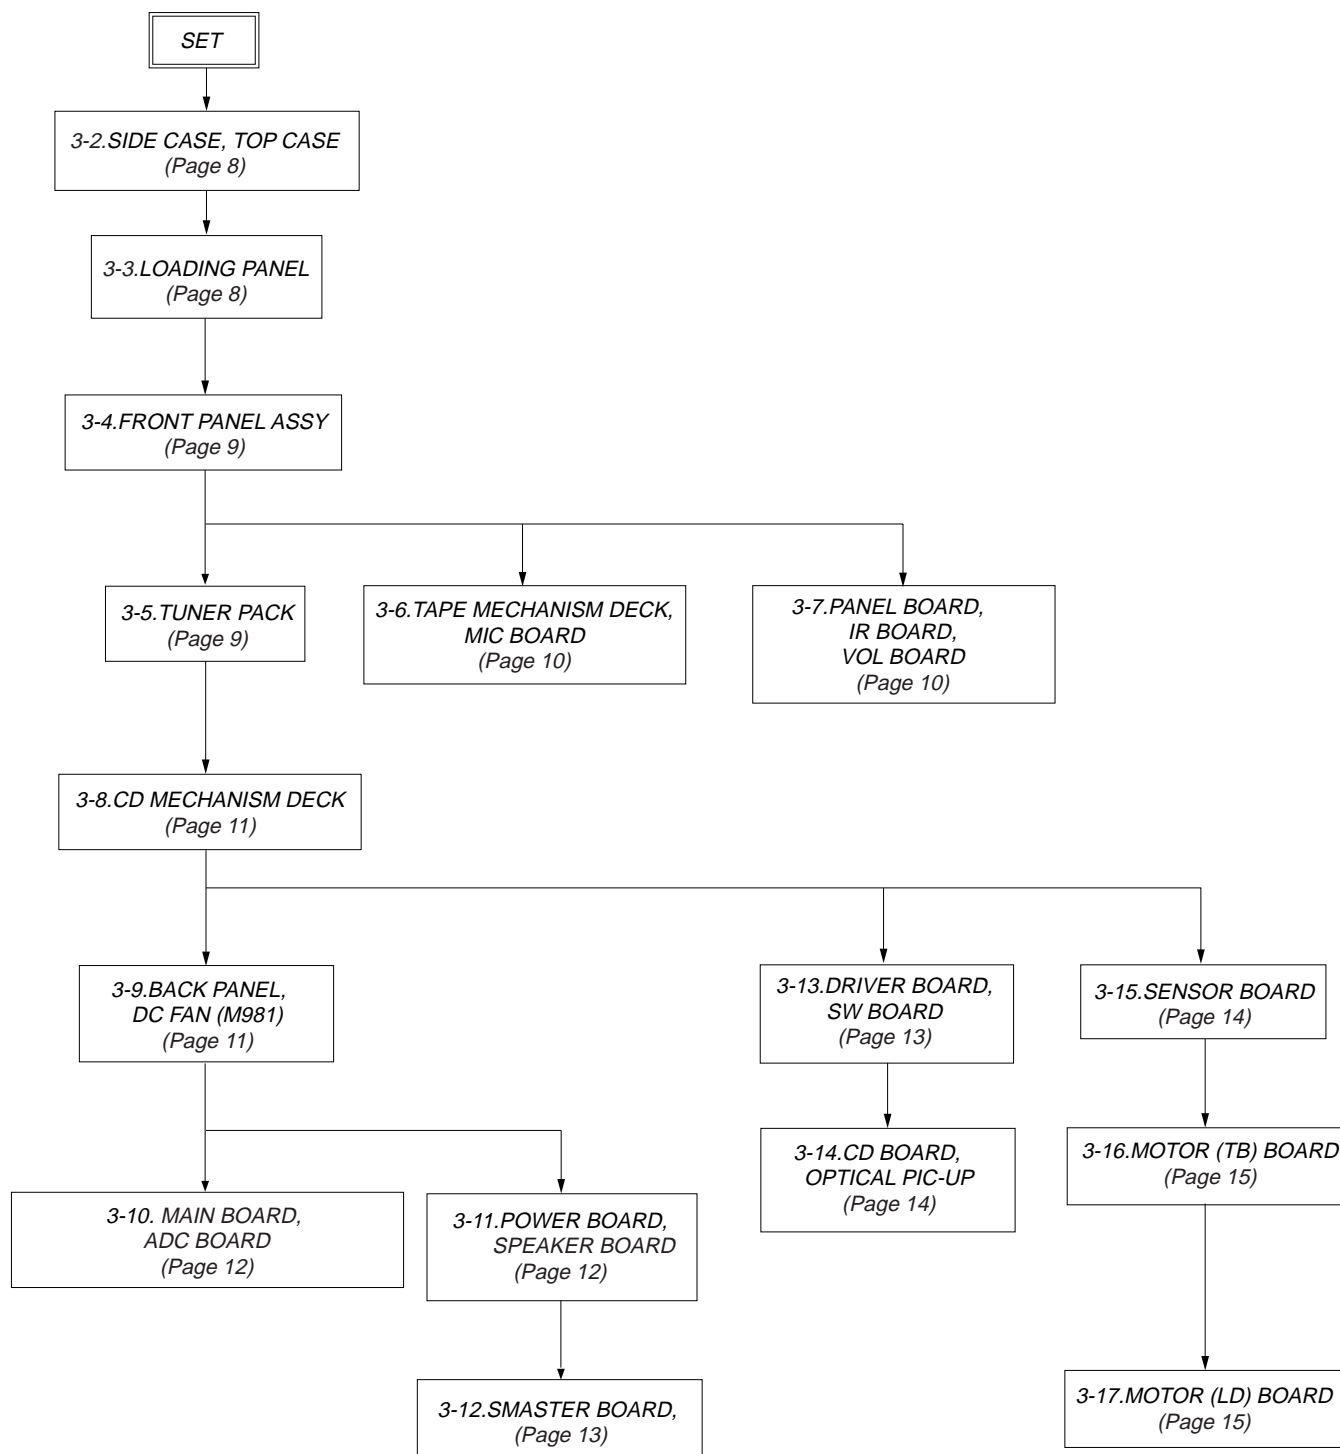 SET
3-2.SIDE CASE, TOP CASE
(Page 8)
3-3.LOADING PANEL
(Page 8)
3-4.FRONT PANEL ASSY
(Page 9)
3-5.TUNER PACK
(Page 9)
3-6.TAPE MECHANISM DECK,
MIC BOARD
(Page 10)
3-7.PANEL BOARD,
IR BOARD,
VOL BOARD
(Page 10)
3-8.CD MECHANISM DECK
(Page 11)
3-9.BACK PANEL,
DC FAN (M981)
(Page 11)
3-13.DRIVER BOARD,
SW BOARD
(Page 13)
3-15.SENSOR BOARD
(Page 14)
3-14.CD BOARD,
OPTICAL PIC-UP
(Page 14)
3-16.MOTOR (TB) BOARD
(Page 15)
3-10. MAIN BOARD,
ADC BOARD
(Page 12)
3-11.POWER BOARD,
SPEAKER BOARD
(Page 12)
3-12.SMASTER BOARD,
(Page 13)
3-17.MOTOR (LD) BOARD
(Page 15)